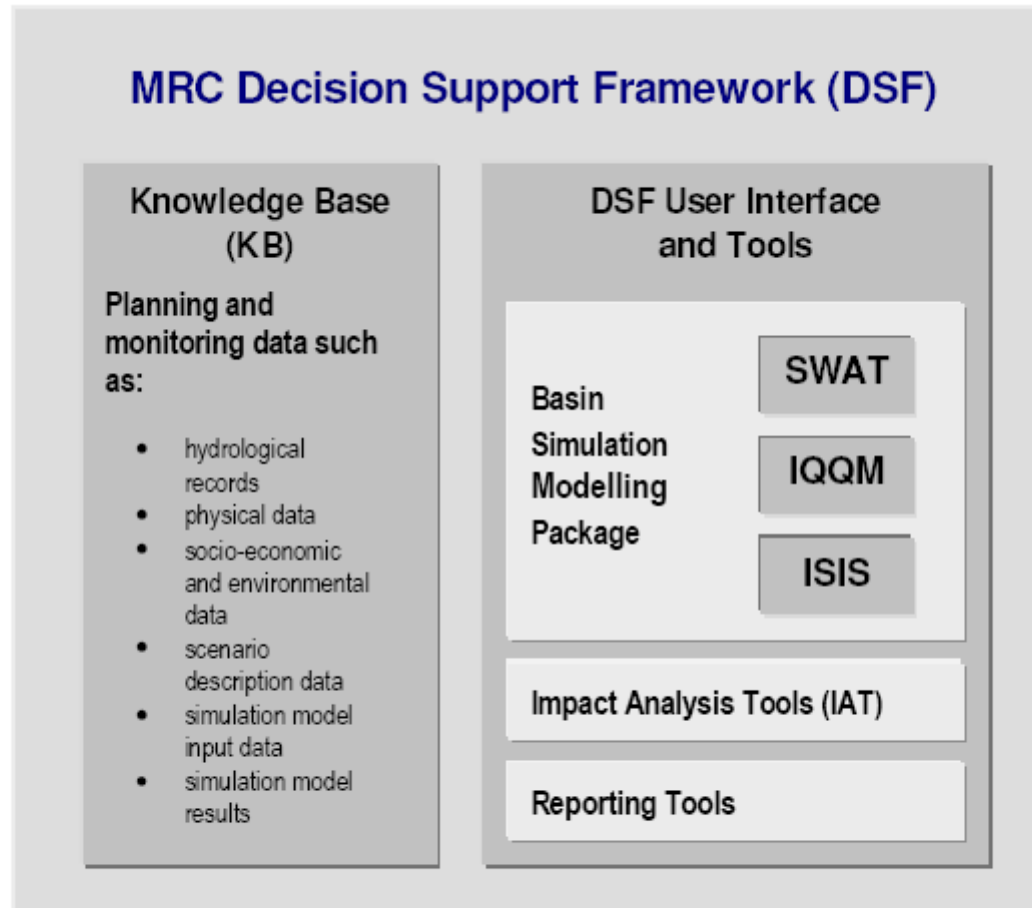 MRC Decision Support Framework (DSF)
Knowledge Base
(KB)
Planning and
monitoring data such
as:
• hydrological
records
• physical data
• socio-economic
and environmental
data
• scenario
description data
• simulation model
input data
• simulation model
results
DSF User Interface
and Tools
Basin
Simulation
Modelling
Package
SWAT
IQQM
ISIS
Impact Analysis Tools (IAT)
Reporting Tools